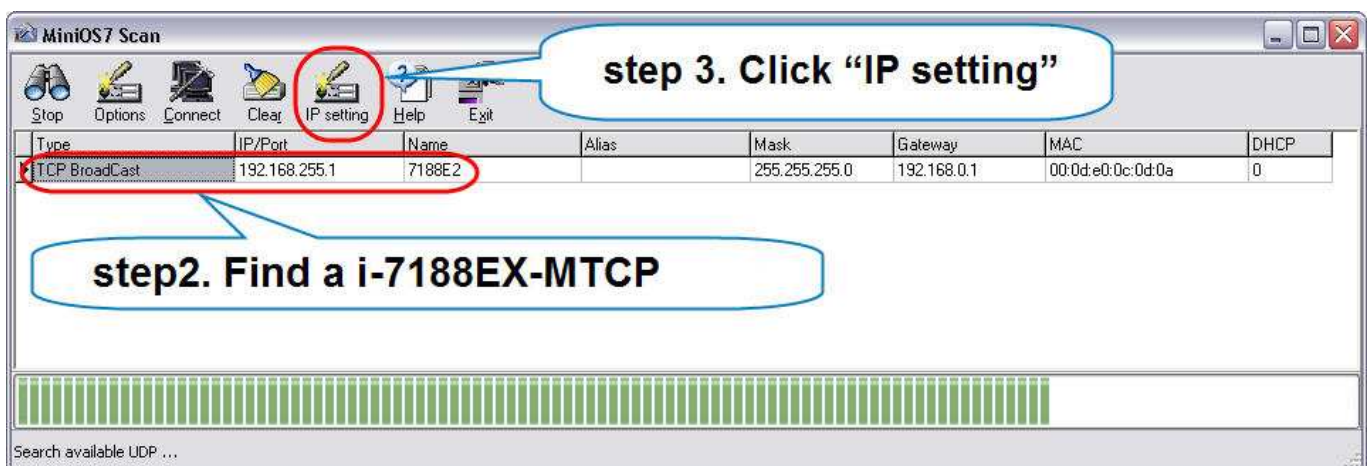 MiniOS7 Scan
step 3. Click “IP setting”
Stop Options Connect Clear IP setting Help Exit
Type IP/Port Name Alias Mask Gateway MAC DHCP
TCP BroadCast 192.168.255.1 7188E2 255.255.255.0 192.168.0.1 00:0d:e0:0c:0d:0a 0
step2. Find a i-7188EX-MTCP
Search available UDP ...